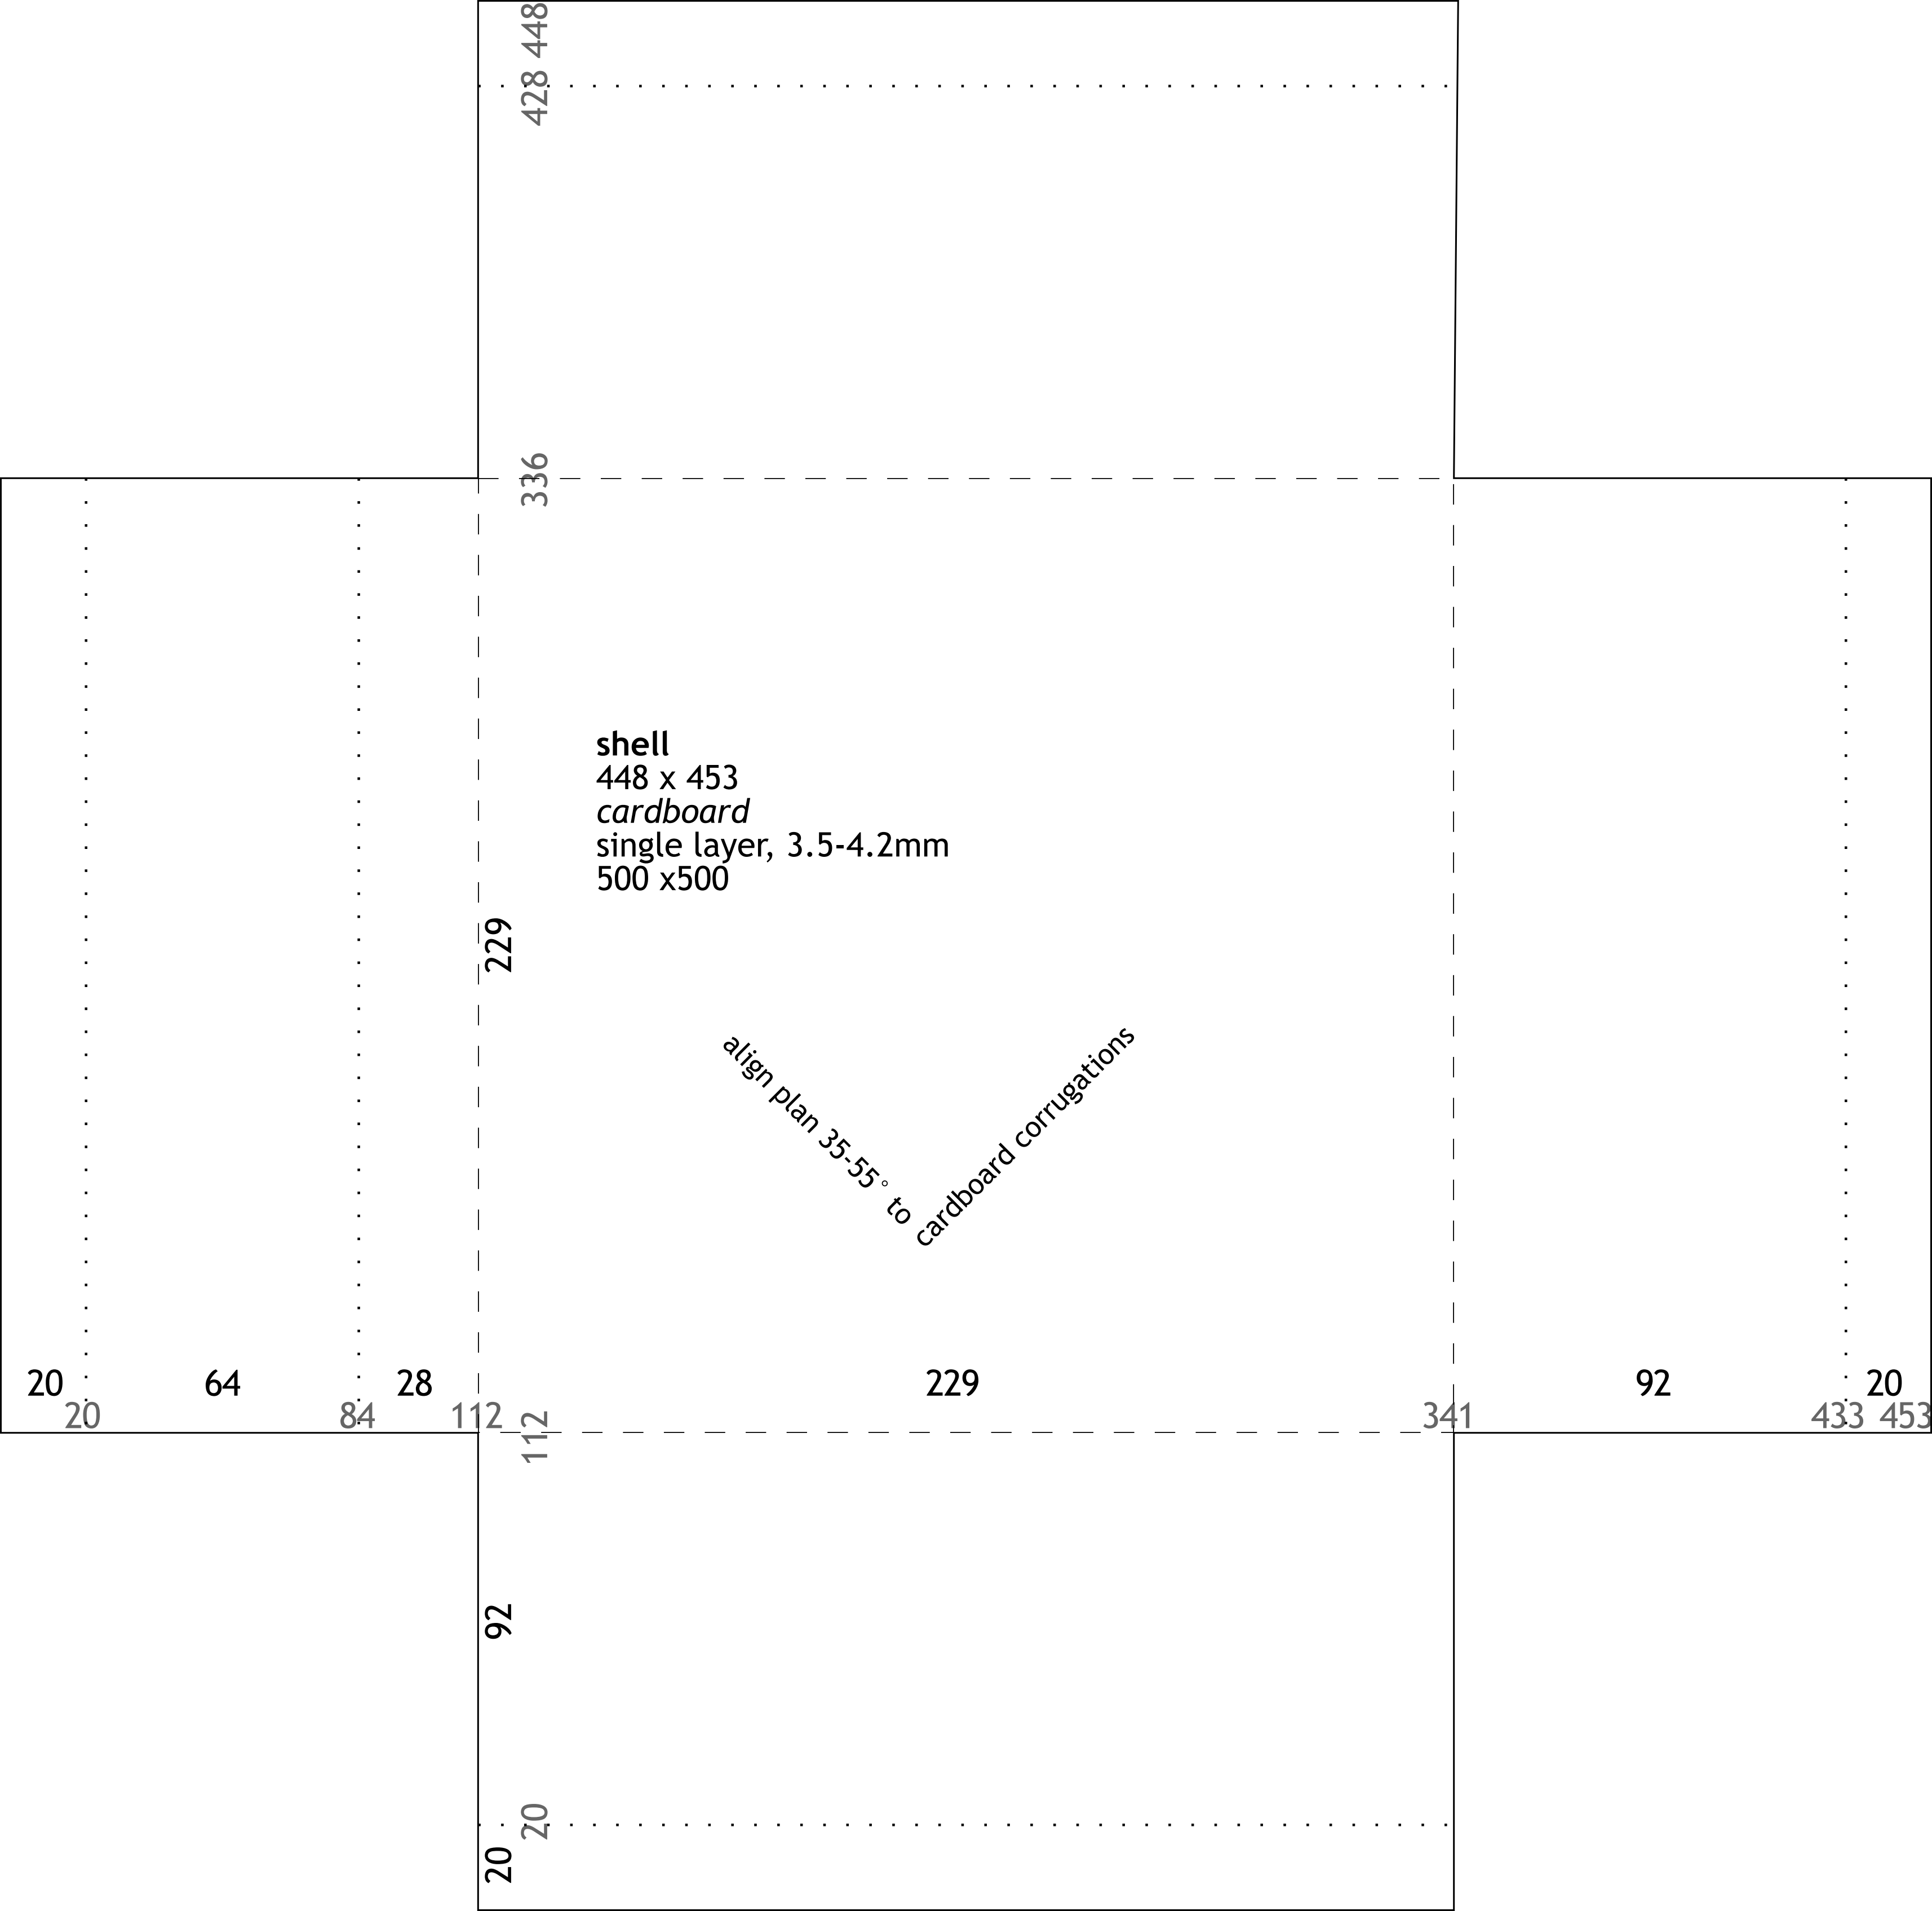 448
428
336
shell
448 x 453
cardboard
single layer, 3.5-4.2mm
500 x500
229
align plan 35-55° to
cardboard corrugations
20 64 28 229 92 20
20 84 112 341 433 453
112
92
20
20